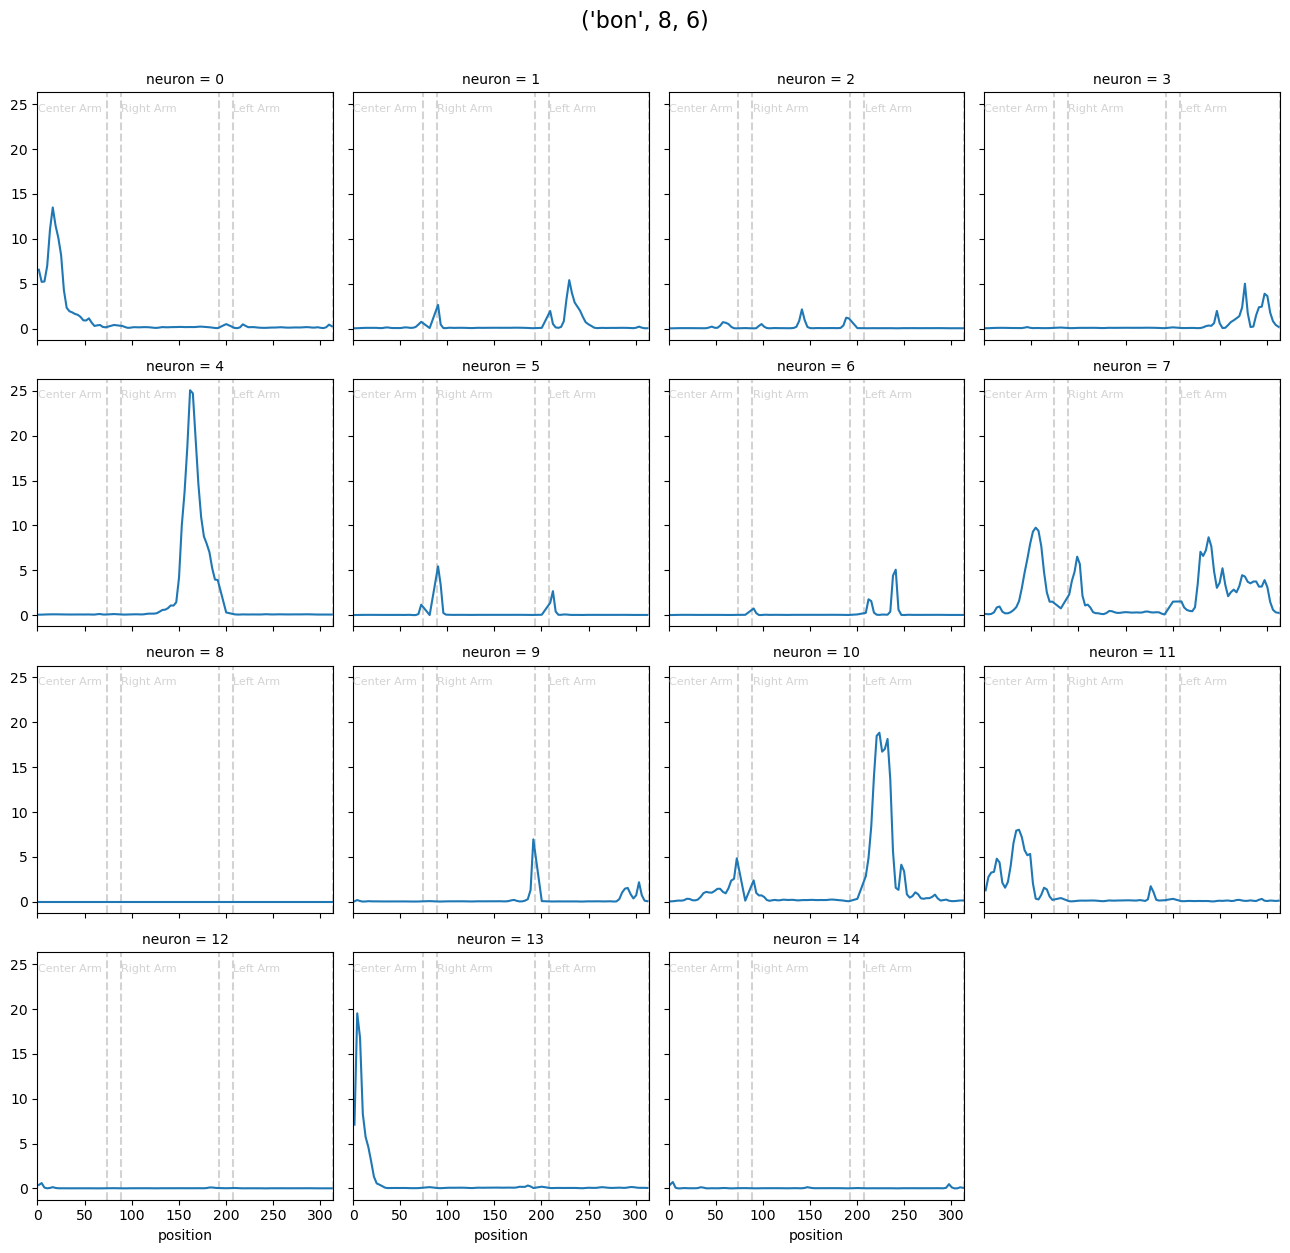 ('bon', 8, 6)
neuron = 0 neuron = 1 neuron = 2 neuron = 3
Center Arm Right Arm Left Arm Center Arm Right Arm Left Arm Center Arm Right Arm Left Arm Center Arm Right Arm Left Arm
25
20
15
10
5
0
neuron = 4 neuron = 5 neuron = 6 neuron = 7
Center Arm Right Arm Left Arm Center Arm Right Arm Left Arm Center Arm Right Arm Left Arm Center Arm Right Arm Left Arm
25
20
15
10
5
0
neuron = 8 neuron = 9 neuron = 10 neuron = 11
Center Arm Right Arm Left Arm Center Arm Right Arm Left Arm Center Arm Right Arm Left Arm Center Arm Right Arm Left Arm
25
20
15
10
5
0
neuron = 12 neuron = 13 neuron = 14
Center Arm Right Arm Left Arm Center Arm Right Arm Left Arm Center Arm Right Arm Left Arm
25
20
15
10
5
0
0 50 100 150 200 250 300 0 50 100 150 200 250 300 0 50 100 150 200 250 300
position position position